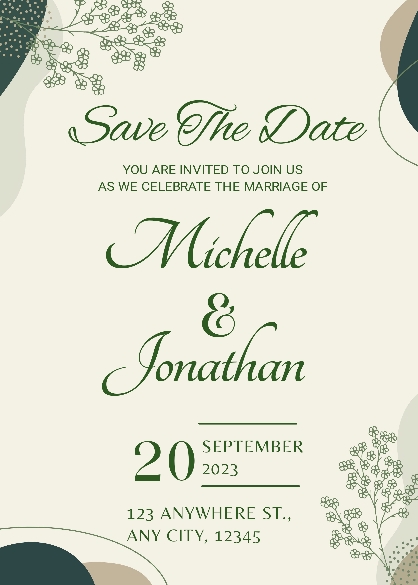 Save The Date
YOU ARE INVITED TO JOIN US
AS WE CELEBRATE THE MARRIAGE OF
Michelle
&
Jonathan
20 SEPTEMBER
2023
123 ANYWHERE ST.,
ANY CITY, 12345